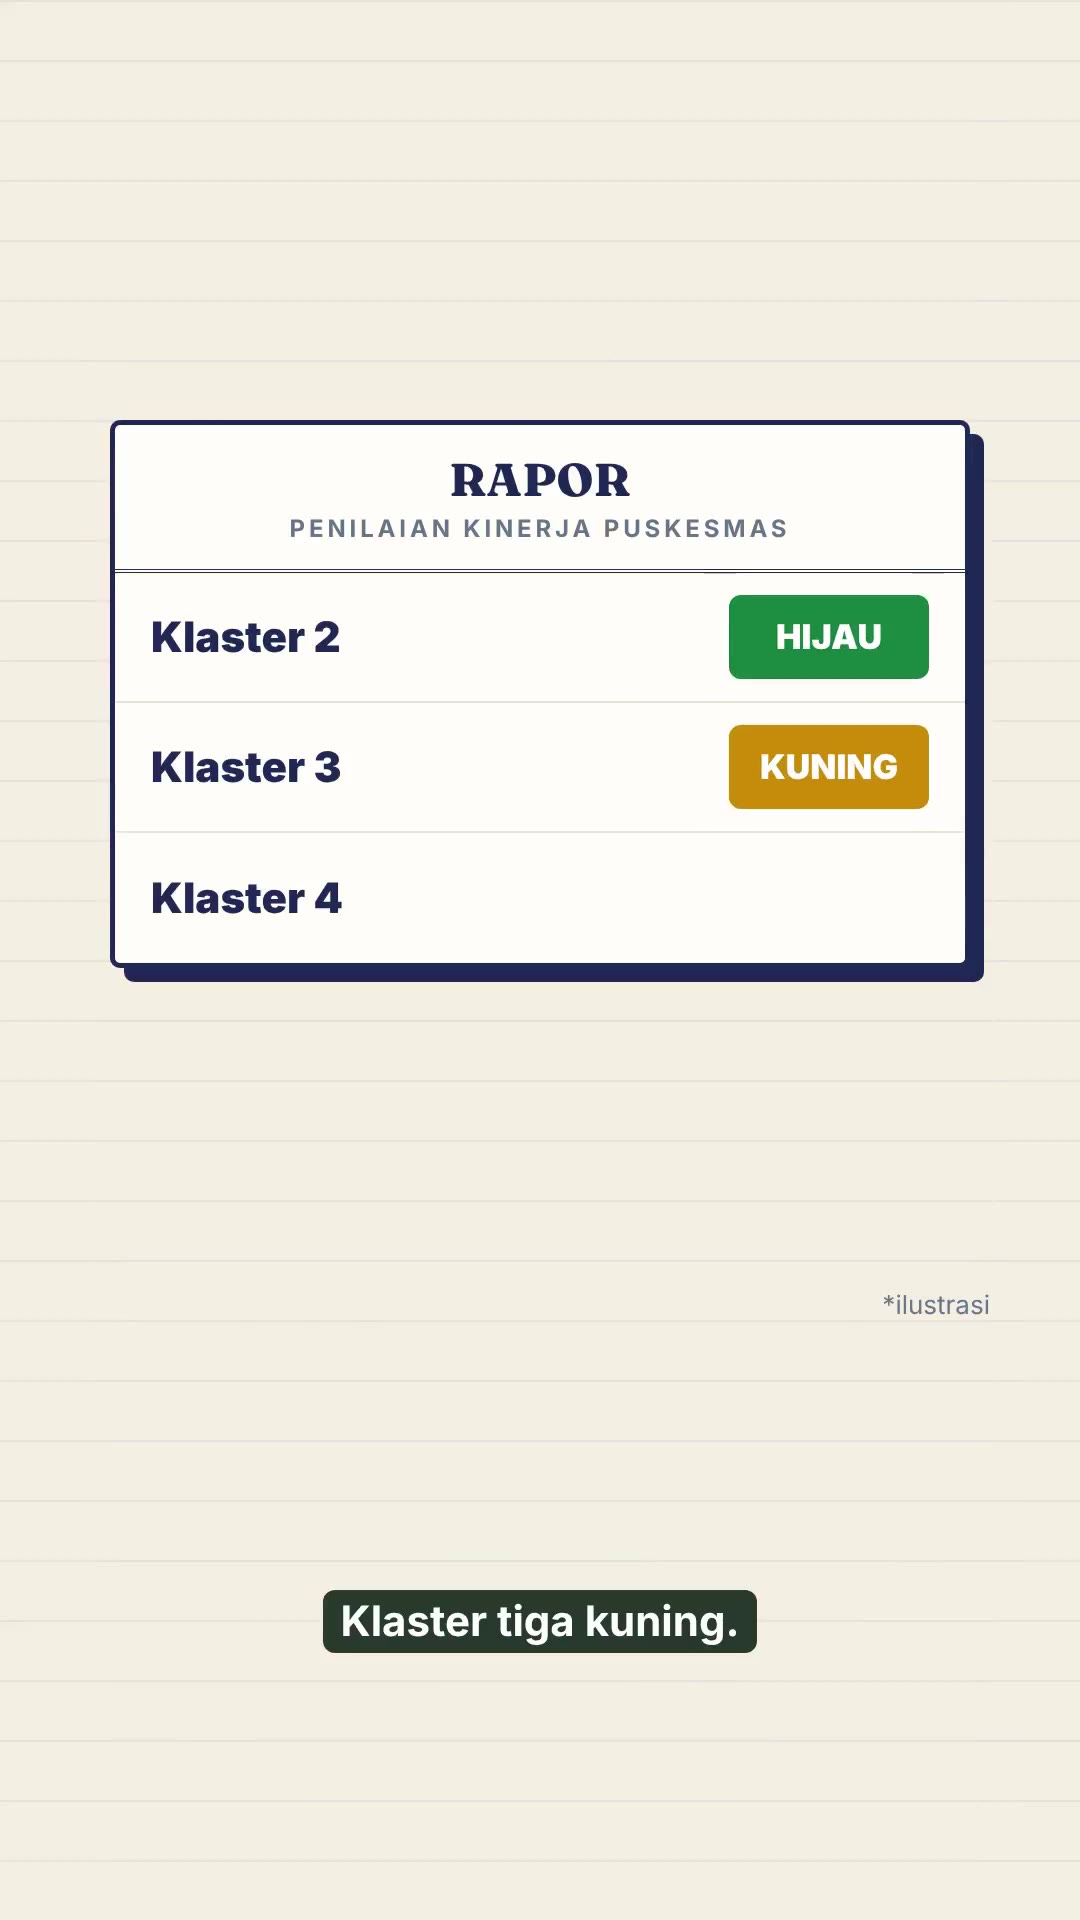 RAPOR
PENILAIAN KINERJA PUSKESMAS
Klaster 2
HIJAU
Klaster 3
KUNING
Klaster 4
*ilustrasi
Klaster tiga kuning.